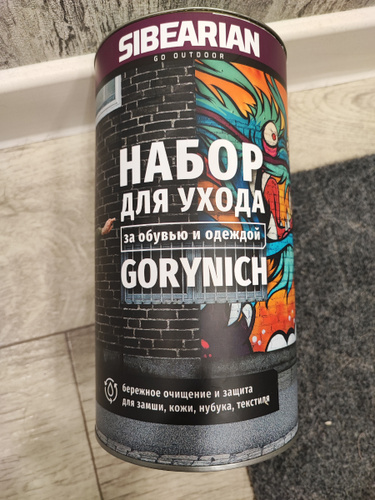 SIBEARIAN
GO OUTDOOR
НАБОР
ДЛЯ УХОДА
за обувью и одеждой
GORYNICH
бережное очищение и защита
для замши, кожи, нубука, текстиля